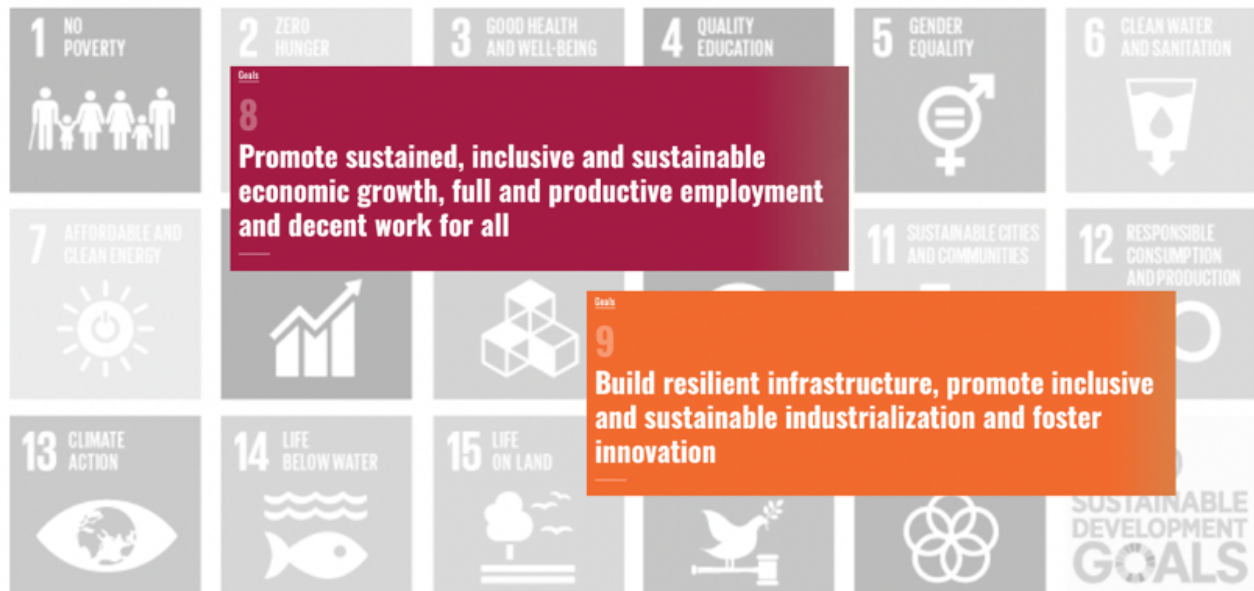 1 NO
POVERTY
2 ZERO
HUNGER
3 GOOD HEALTH
AND WELL-BEING
4 QUALITY
EDUCATION
5 GENDER
EQUALITY
6 CLEAN WATER
AND SANITATION
Goals
8
Promote sustained, inclusive and sustainable
economic growth, full and productive employment
and decent work for all
7 AFFORDABLE AND
CLEAN ENERGY
11 SUSTAINABLE CITIES
AND COMMUNITIES
12 RESPONSIBLE
CONSUMPTION
AND PRODUCTION
Goals
9
Build resilient infrastructure, promote inclusive
and sustainable industrialization and foster
innovation
13 CLIMATE
ACTION
14 LIFE
BELOW WATER
15 LIFE
ON LAND
SUSTAINABLE
DEVELOPMENT
GOALS